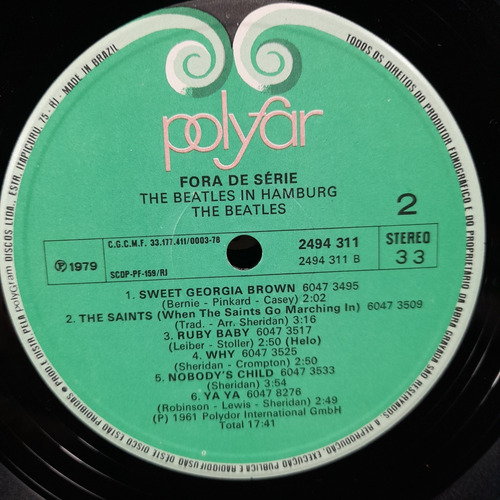 polyfar
FORA DE SÉRIE
THE BEATLES IN HAMBURG
THE BEATLES
2
C.G.C.M.F. 33.177.411/0003-76
SCDP-PF-159/RJ
℗ 1979
2494 311
2494 311 B
STEREO
33
1. SWEET GEORGIA BROWN 6047 3495
(Bernie - Pinkard - Casey) 2:02
2. THE SAINTS (When The Saints Go Marching In) 6047 3509
(Trad. - Arr. Sheridan) 3:16
3. RUBY BABY 6047 3517
(Leiber - Stoller) 2:50 (Helo)
4. WHY 6047 3525
(Sheridan - Crompton) 2:50
5. NOBODY'S CHILD 6047 3533
(Sheridan) 3:54
6. YA YA 6047 8276
(Robinson - Lewis - Sheridan) 2:49
(P) 1961 Polydor International GmbH
Total 17:41
TODOS OS DIREITOS DO PRODUTOR FONOGRÁFICO E DO PROPRIETÁRIO DA OBRA GRAVADA SÃO RESERVADOS. A REPRODUÇÃO, EXECUÇÃO PÚBLICA E RADIODIFUSÃO DESTE DISCO ESTÃO PROIBIDAS • PROD. E DIST. PELA PolyGram DISCOS LTDA., ESTR. ITAPICURU, 75 - RJ - MADE IN BRAZIL